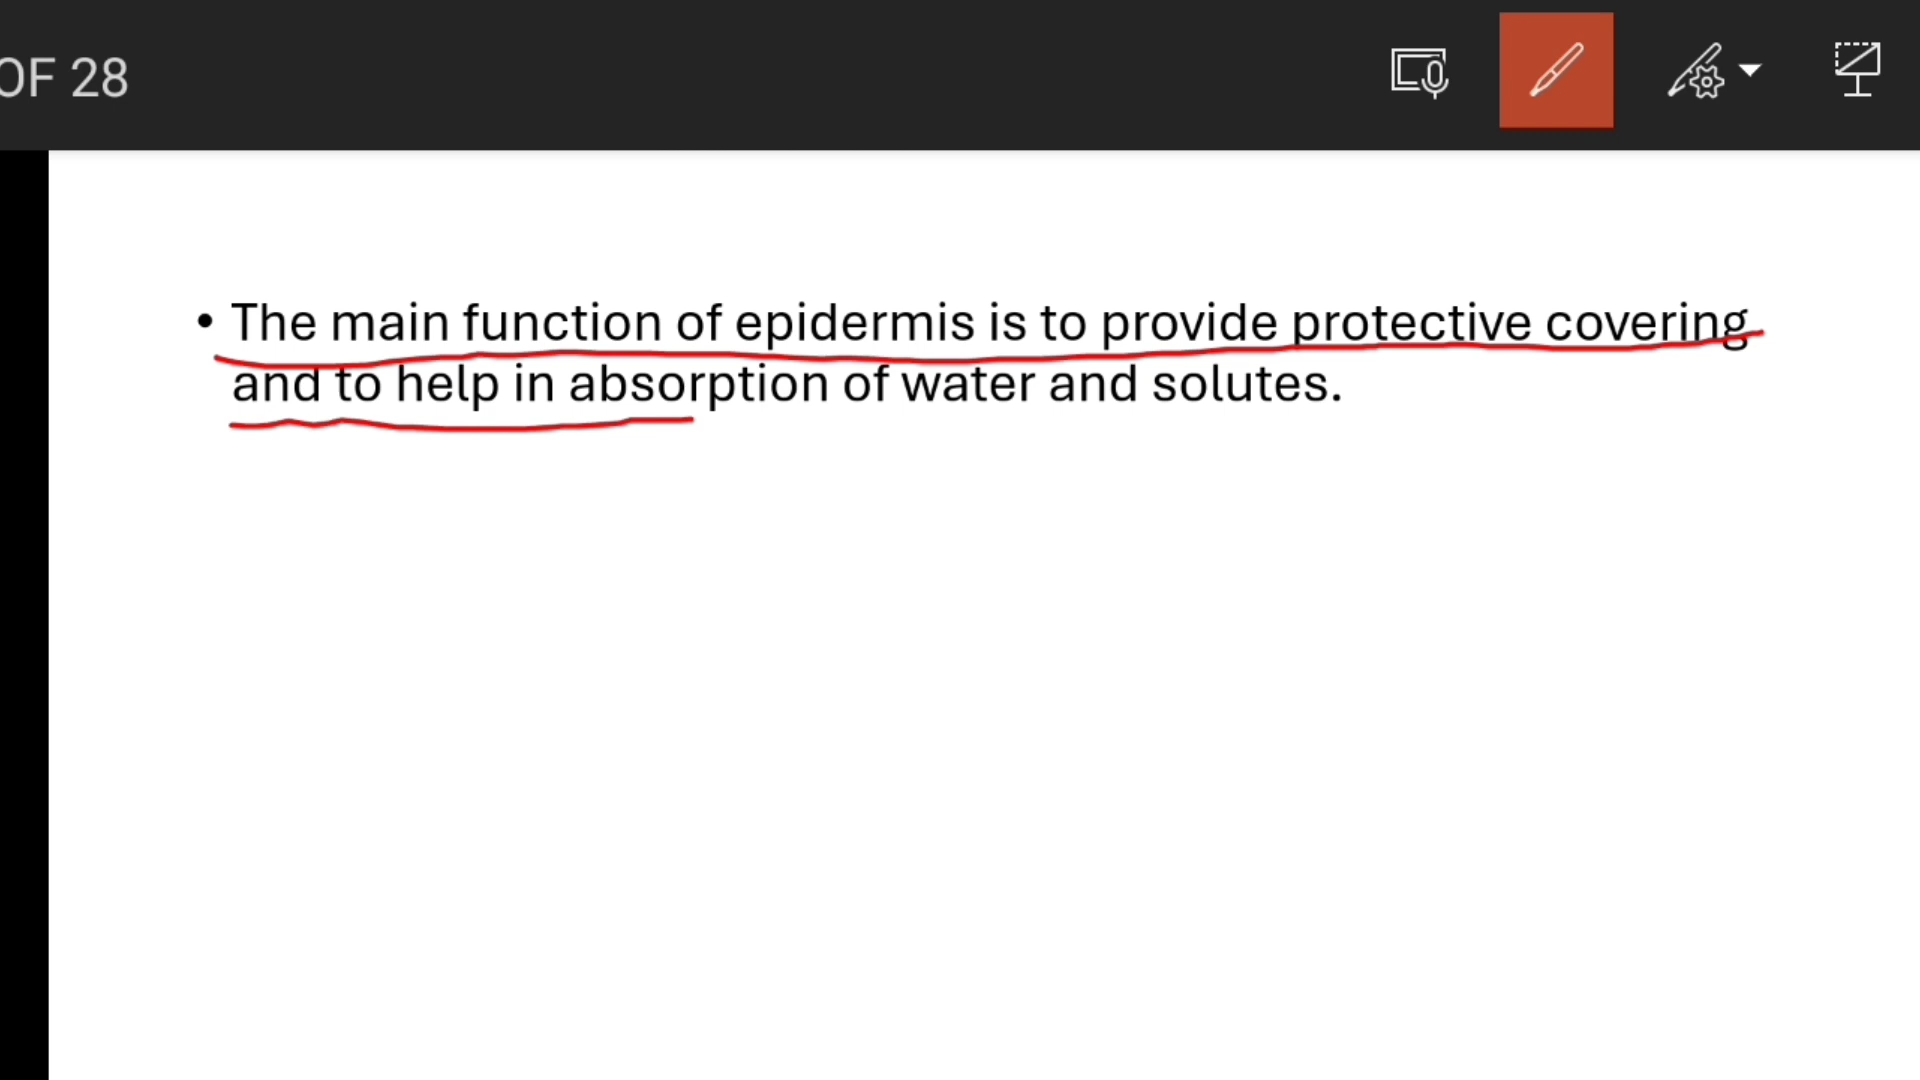 OF 28
• The main function of epidermis is to provide protective covering
and to help in absorption of water and solutes.